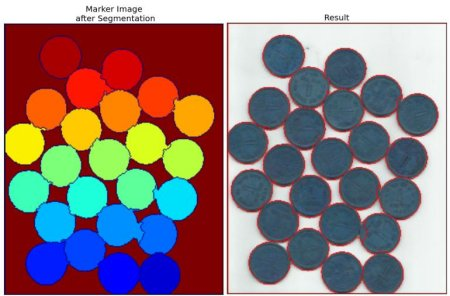 Marker Image
after Segmentation
Result